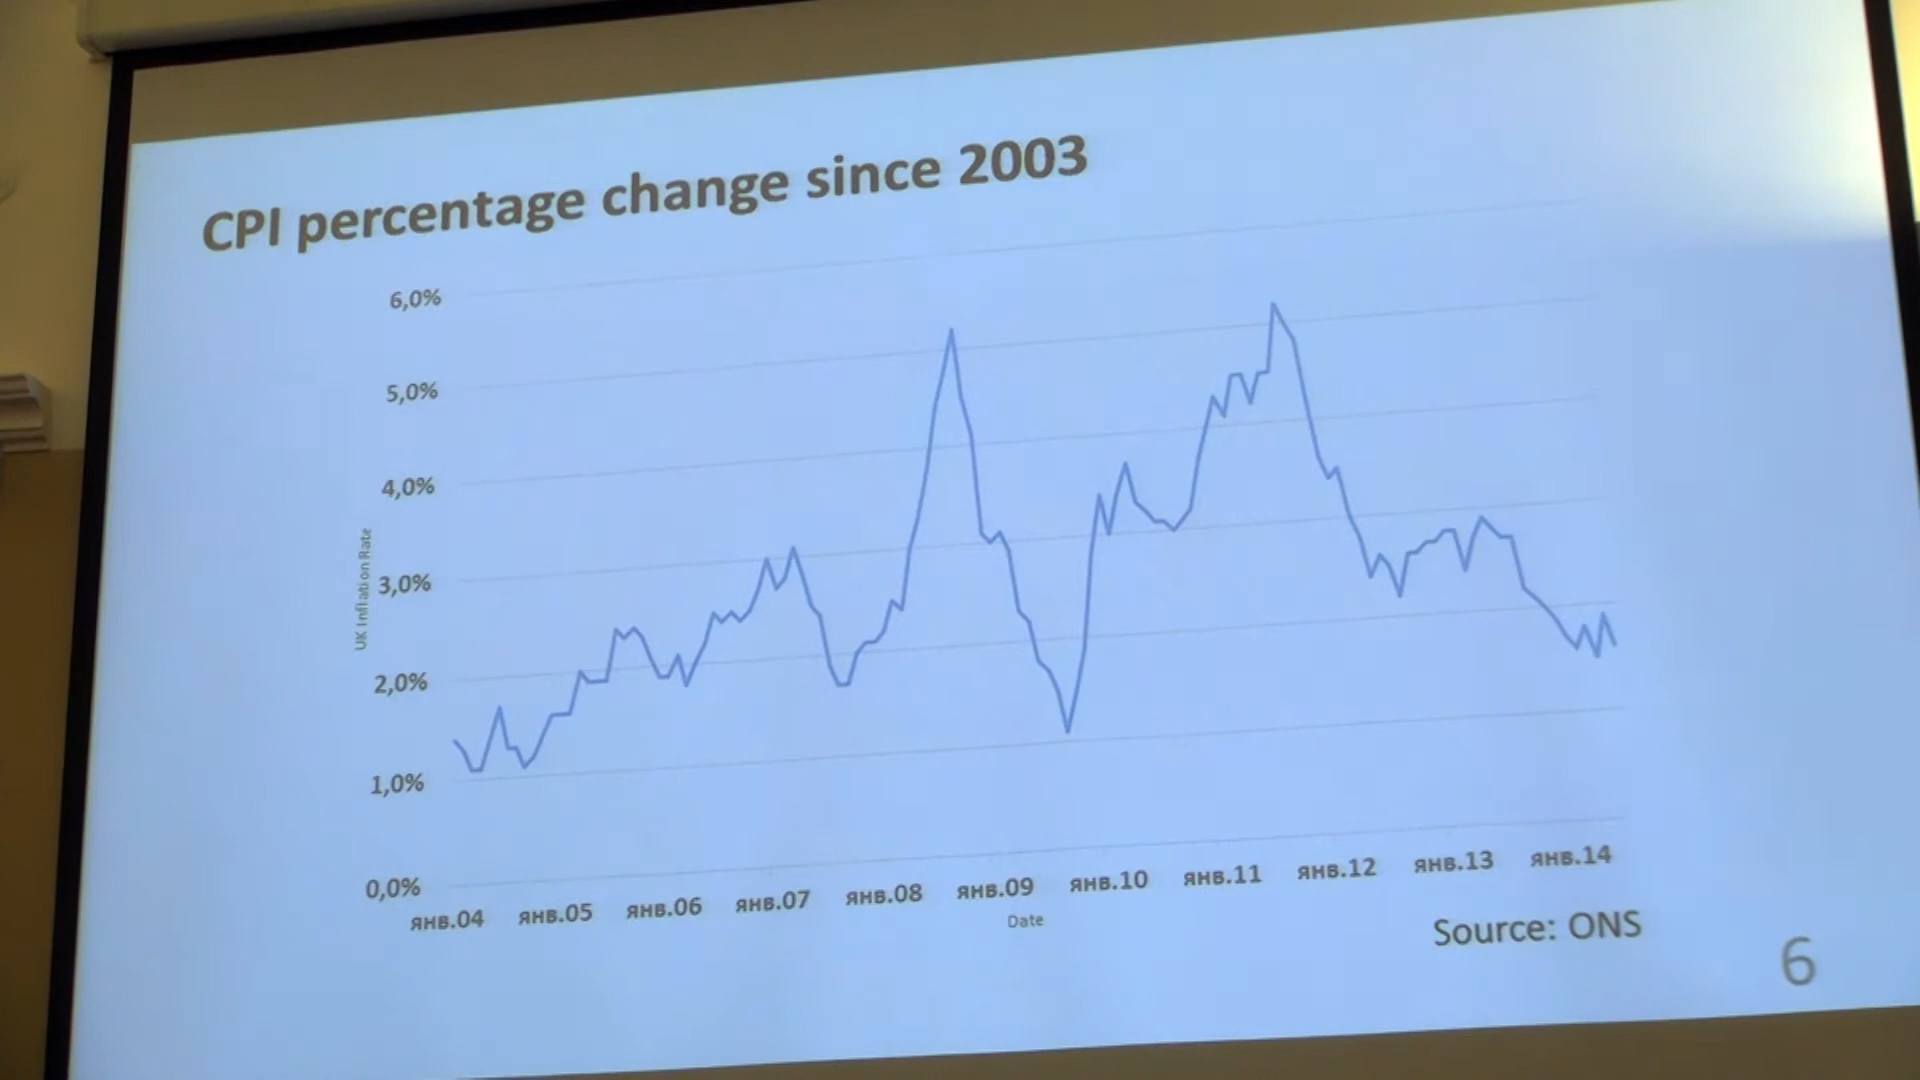 CPI percentage change since 2003
6,0%
5,0%
4,0%
3,0%
2,0%
1,0%
0,0%
UK Inflation Rate
янв.04 янв.05 янв.06 янв.07 янв.08 янв.09 янв.10 янв.11 янв.12 янв.13 янв.14
Date
Source: ONS
6